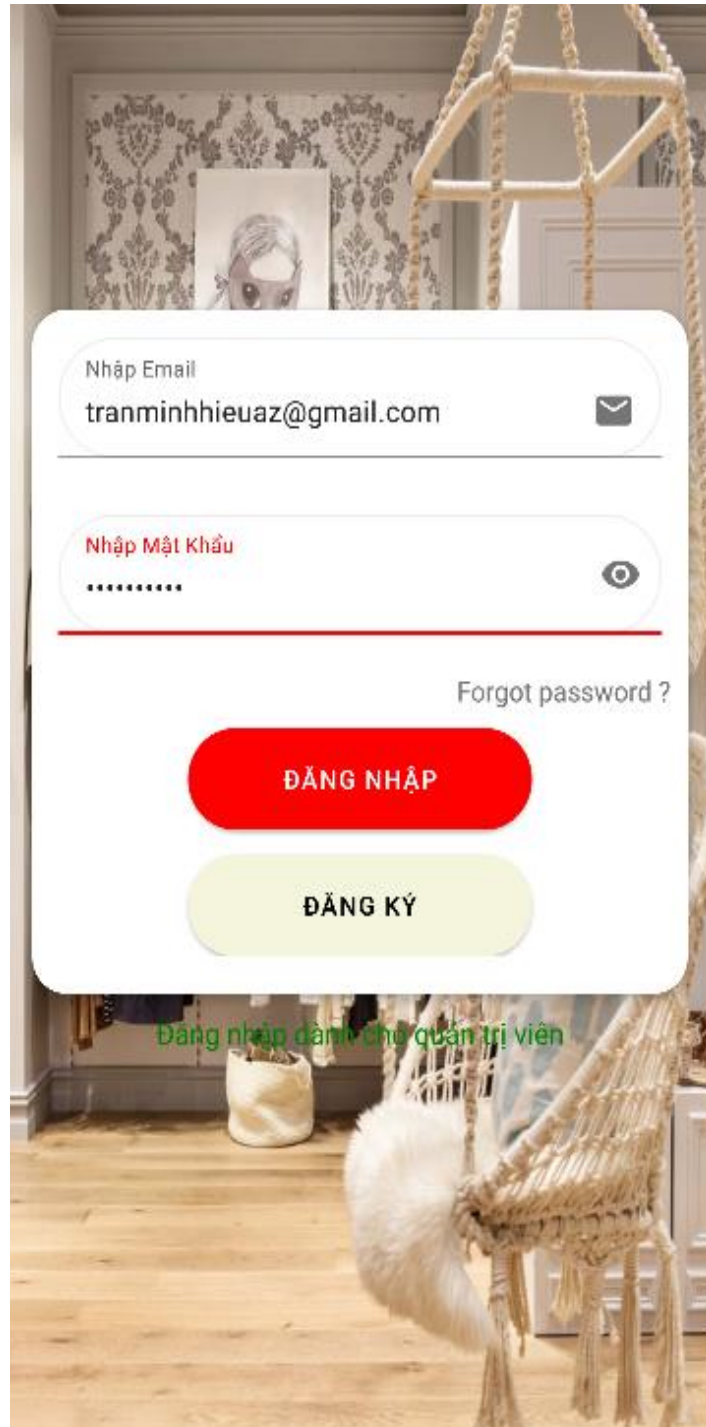 Nhập Email
tranminhhieuaz@gmail.com
Nhập Mật Khẩu
••••••••••
Forgot password ?
ĐĂNG NHẬP
ĐĂNG KÝ
Đăng nhập dành cho quản trị viên